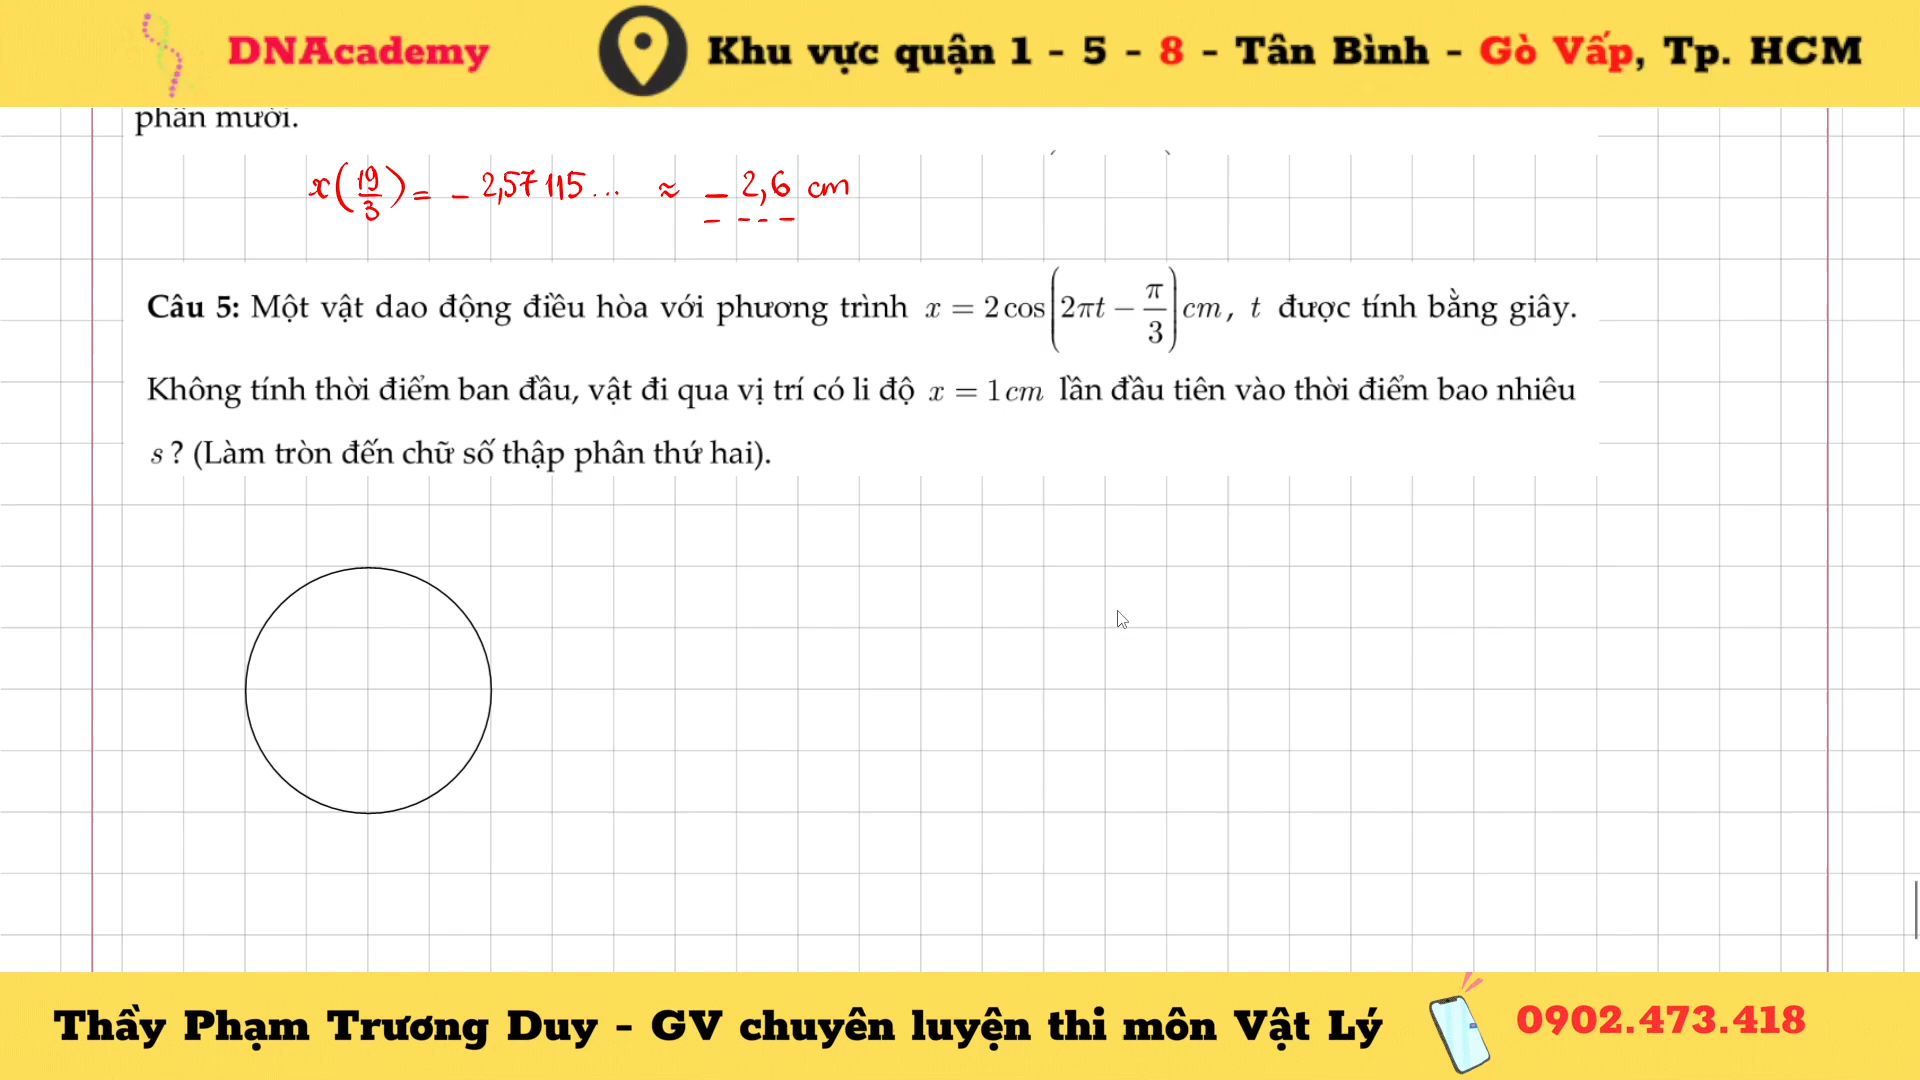 DNAcademy
Khu vực quận 1 - 5 - 8 - Tân Bình - Gò Vấp, Tp. HCM
phần mười.
x(19/3) = - 2,57115... ≈ - 2,6 cm
Câu 5: Một vật dao động điều hòa với phương trình x = 2cos(2πt − π/3) cm, t được tính bằng giây.
Không tính thời điểm ban đầu, vật đi qua vị trí có li độ x = 1 cm lần đầu tiên vào thời điểm bao nhiêu
s? (Làm tròn đến chữ số thập phân thứ hai).
Thầy Phạm Trương Duy - GV chuyên luyện thi môn Vật Lý
0902.473.418